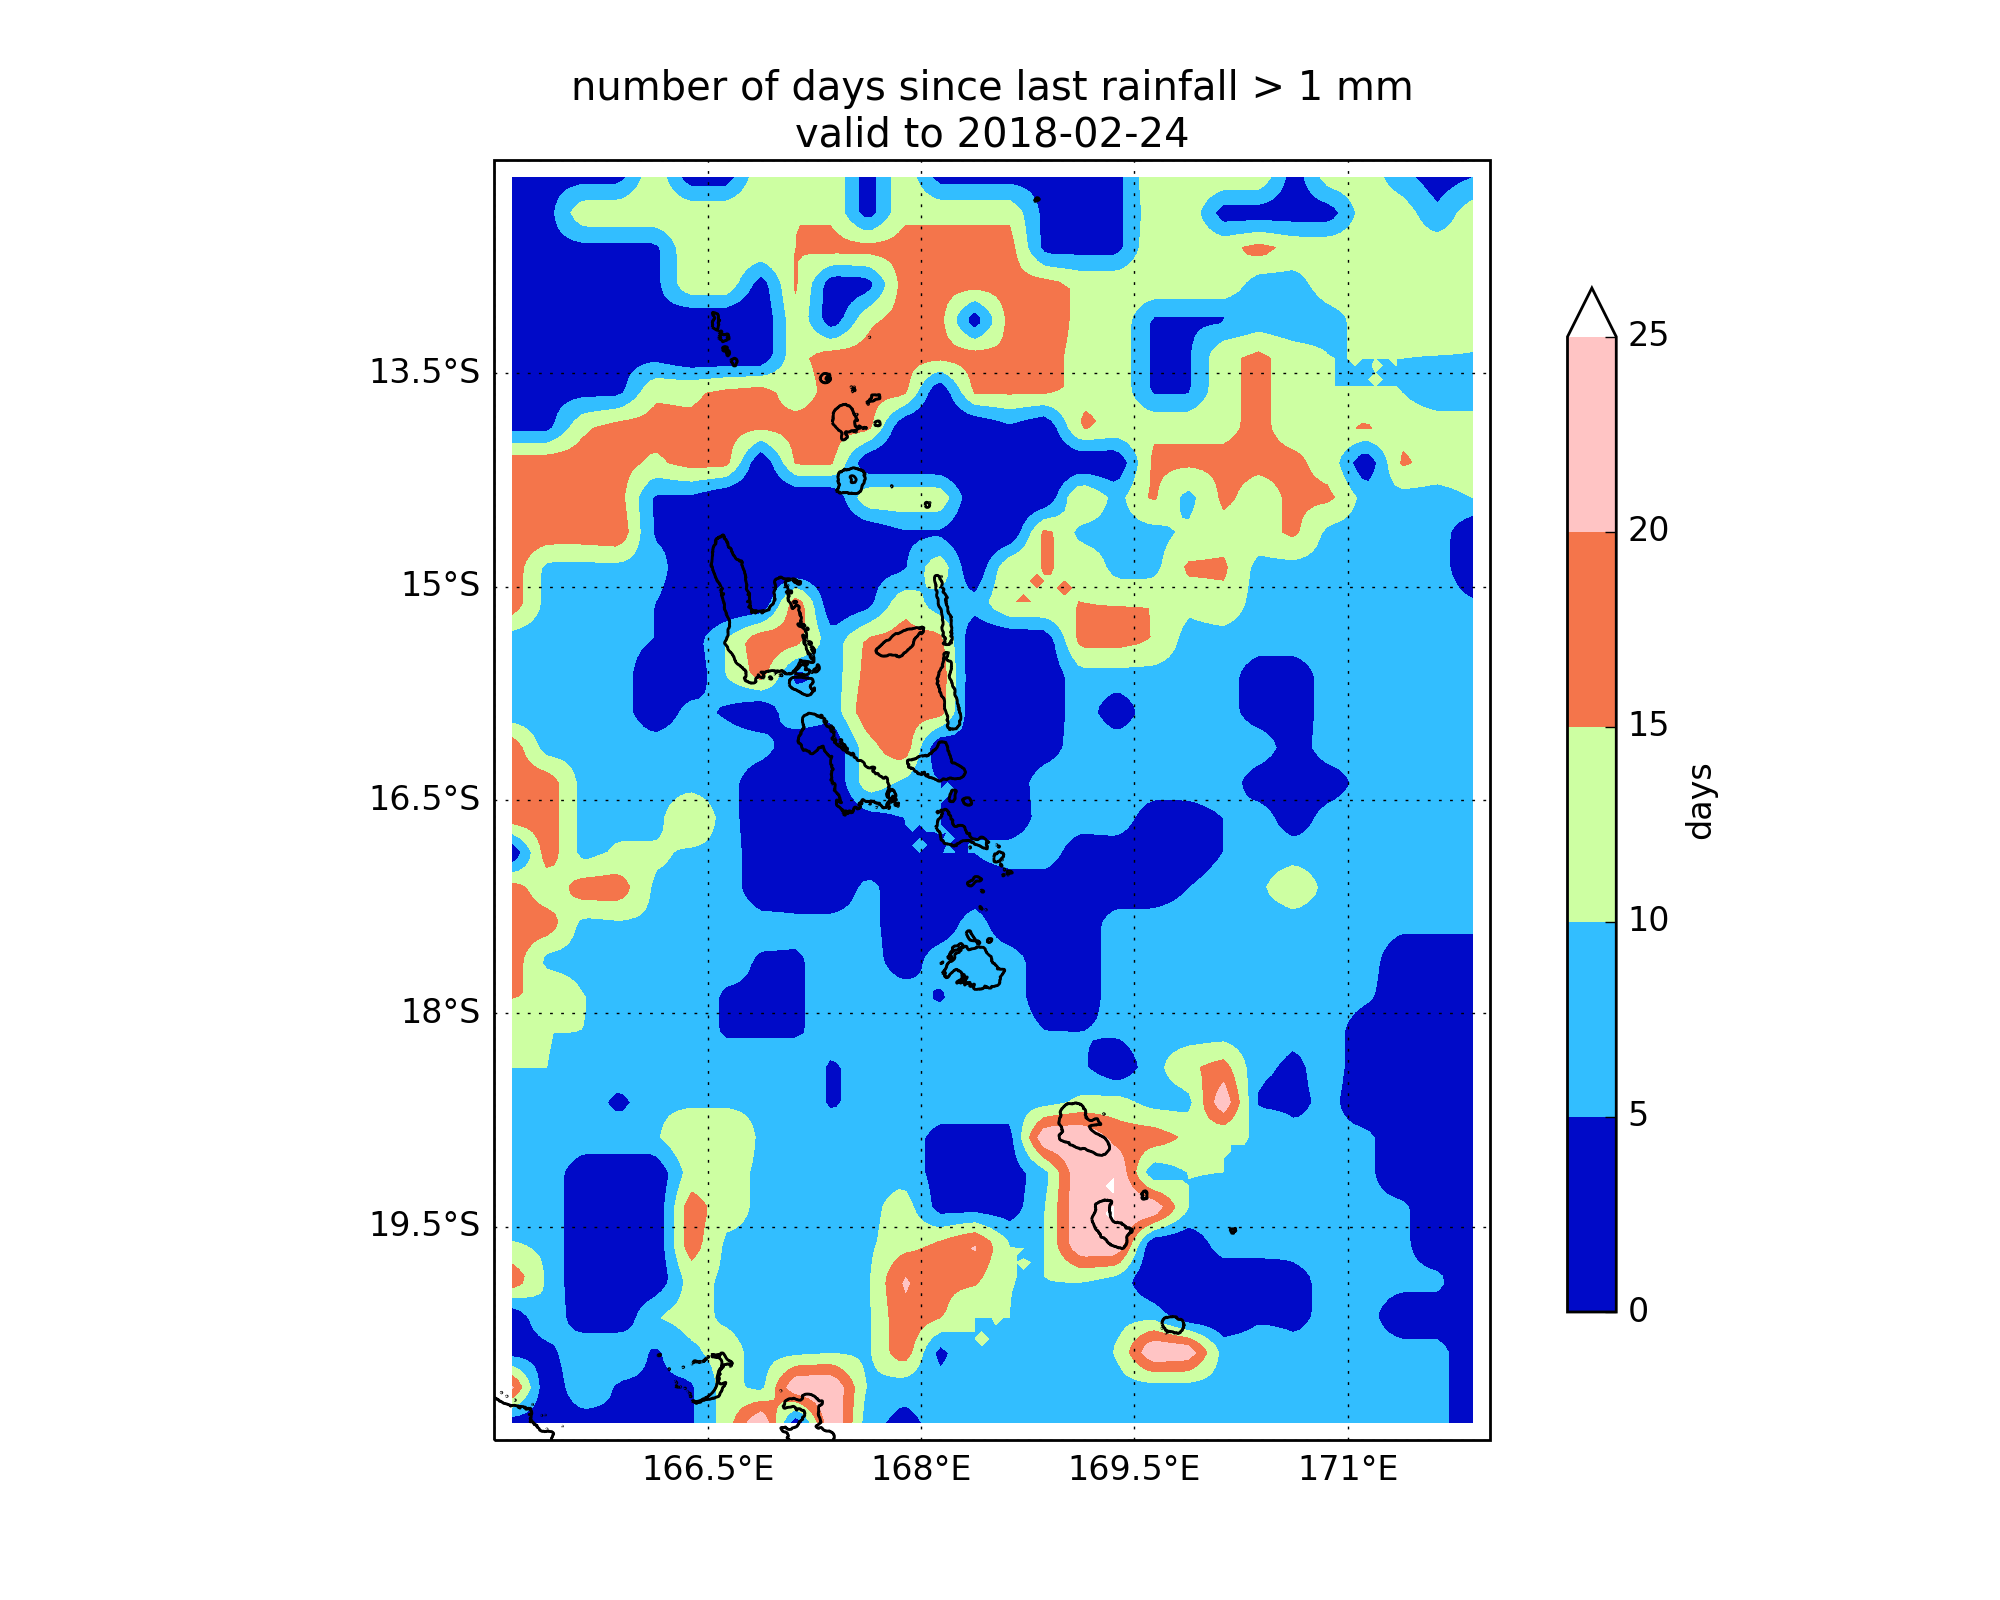 number of days since last rainfall > 1 mm
valid to 2018-02-24
13.5°S
15°S
16.5°S
18°S
19.5°S
166.5°E
168°E
169.5°E
171°E
25
20
15
10
5
0
days